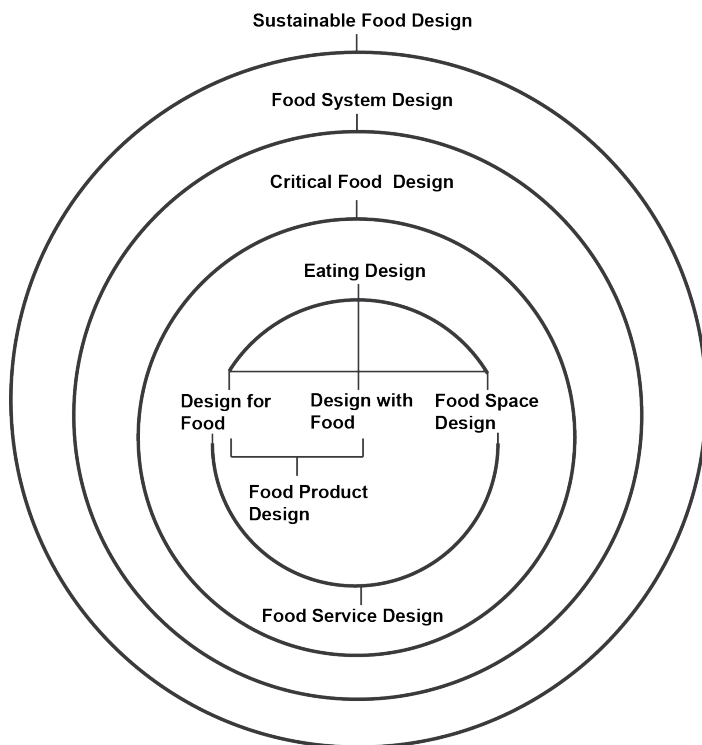 Sustainable Food Design
Food System Design
Critical Food  Design
Eating Design
Design for
Food
Design with
Food
Food Space
Design
Food Product
Design
Food Service Design